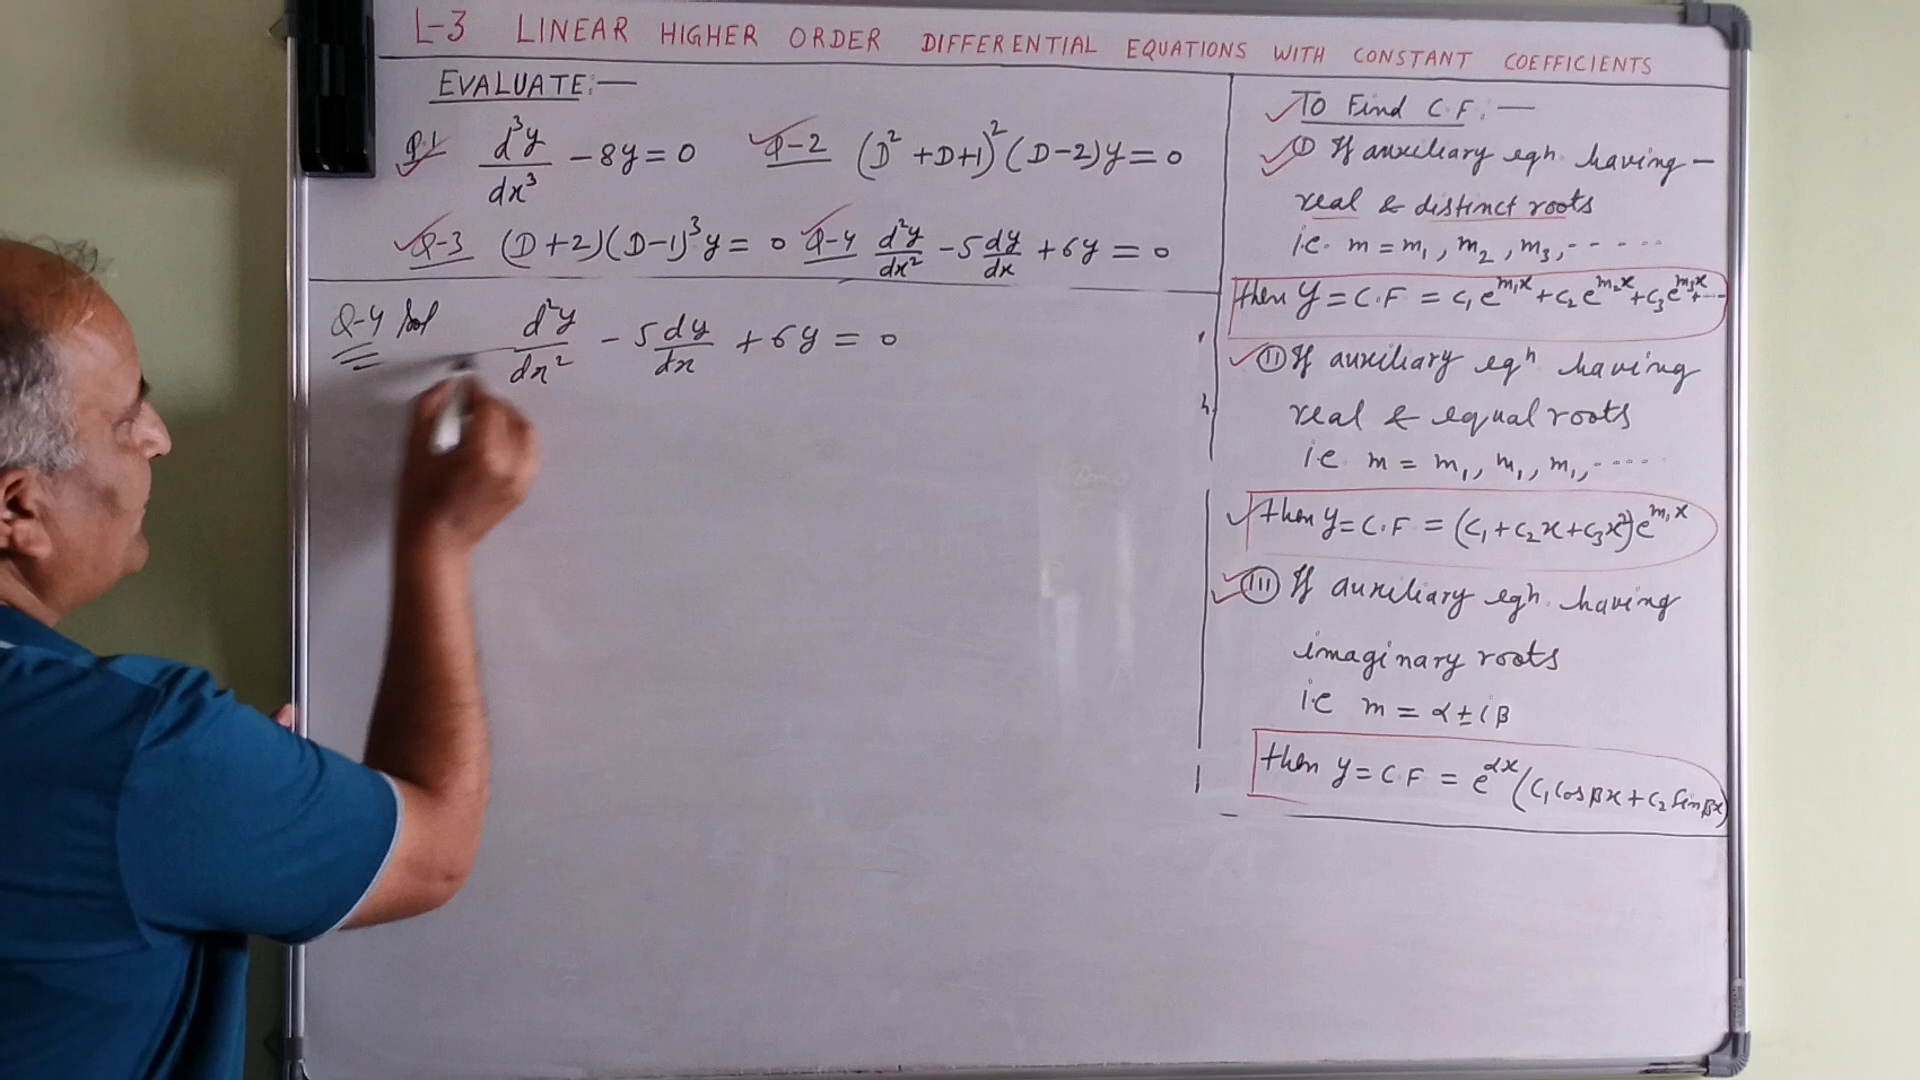 L-3 LINEAR HIGHER ORDER DIFFERENTIAL EQUATIONS WITH CONSTANT COEFFICIENTS
EVALUATE:—
Q.1 d³y/dx³ - 8y = 0 Q-2 (D² + D + 1)² (D - 2) y = 0
Q-3 (D + 2)(D - 1)³ y = 0 Q-4 d²y/dx² - 5 dy/dx + 6y = 0
Q-4 Sol d²y/dx² - 5 dy/dx + 6y = 0
To Find C.F. :—
(I) If auxiliary eqn. having -
real & distinct roots
i.e. m = m₁, m₂, m₃, ------
then y = C.F = c₁e^{m₁x} + c₂e^{m₂x} + c₃e^{m₃x} + ---
(II) If auxiliary eqn having
real & equal roots
i.e m = m₁, m₁, m₁, -----
then y = C.F = (c₁ + c₂x + c₃x²) e^{m₁x}
(III) If auxiliary eqn. having
imaginary roots
i.e m = α ± iβ
then y = C.F = e^{αx} (c₁ Cos βx + c₂ Sin βx)